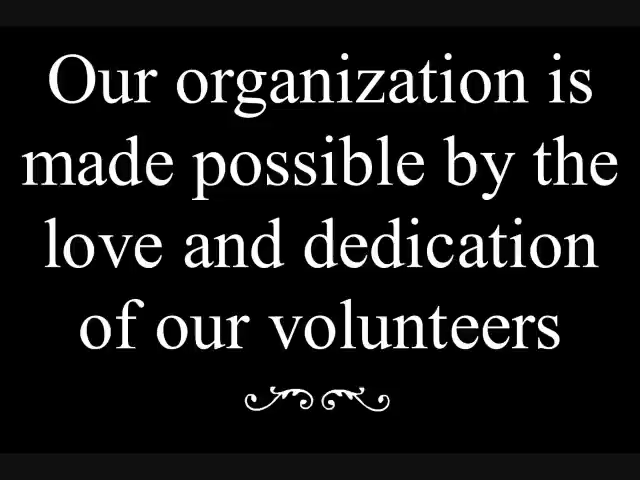 Our organization is
made possible by the
love and dedication
of our volunteers